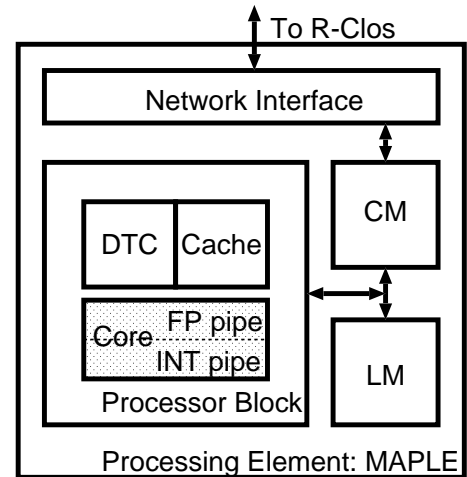 To R-Clos
Network Interface
DTC
Cache
CM
Core
FP pipe
INT pipe
LM
Processor Block
Processing Element: MAPLE